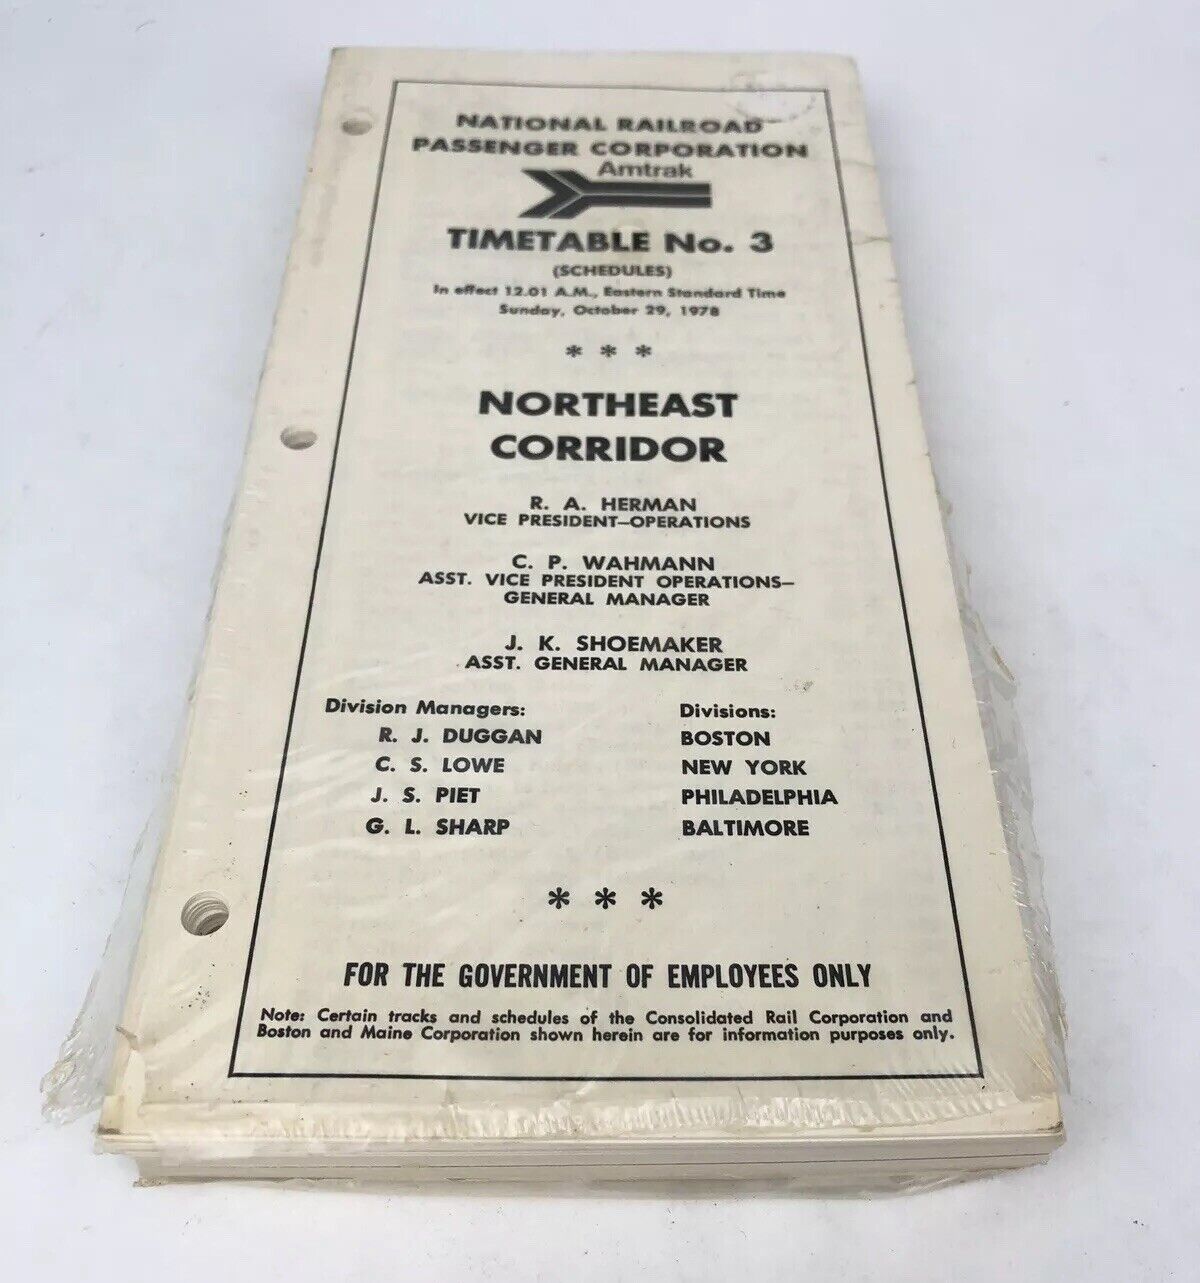 NATIONAL RAILROAD
PASSENGER CORPORATION
Amtrak
TIMETABLE No. 3
(SCHEDULES)
In effect 12.01 A.M., Eastern Standard Time
Sunday, October 29, 1978
* * *
NORTHEAST
CORRIDOR
R. A. HERMAN
VICE PRESIDENT—OPERATIONS
C. P. WAHMANN
ASST. VICE PRESIDENT OPERATIONS—
GENERAL MANAGER
J. K. SHOEMAKER
ASST. GENERAL MANAGER
Division Managers: Divisions:
R. J. DUGGAN BOSTON
C. S. LOWE NEW YORK
J. S. PIET PHILADELPHIA
G. L. SHARP BALTIMORE
* * *
FOR THE GOVERNMENT OF EMPLOYEES ONLY
Note: Certain tracks and schedules of the Consolidated Rail Corporation and
Boston and Maine Corporation shown herein are for information purposes only.